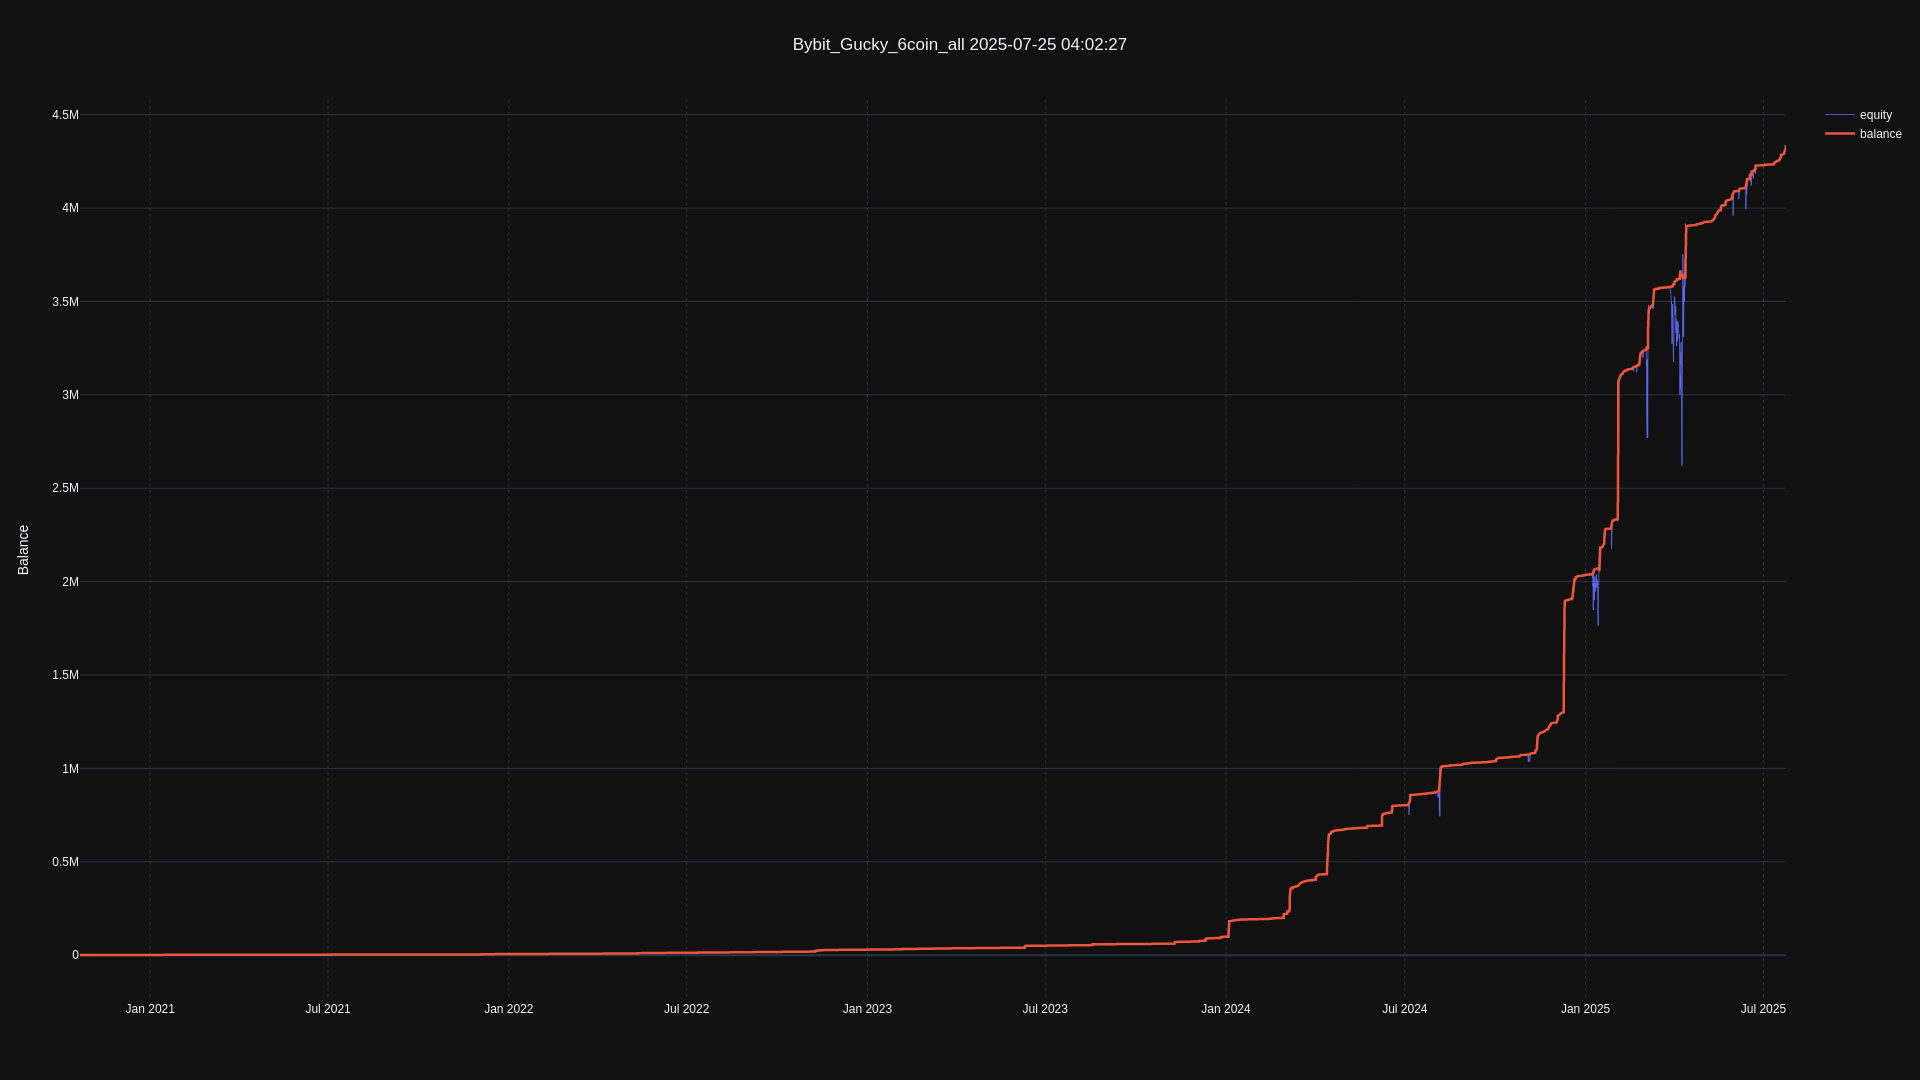 Bybit_Gucky_6coin_all 2025-07-25 04:02:27
equity
balance
Balance
4.5M
4M
3.5M
3M
2.5M
2M
1.5M
1M
0.5M
0
Jan 2021
Jul 2021
Jan 2022
Jul 2022
Jan 2023
Jul 2023
Jan 2024
Jul 2024
Jan 2025
Jul 2025